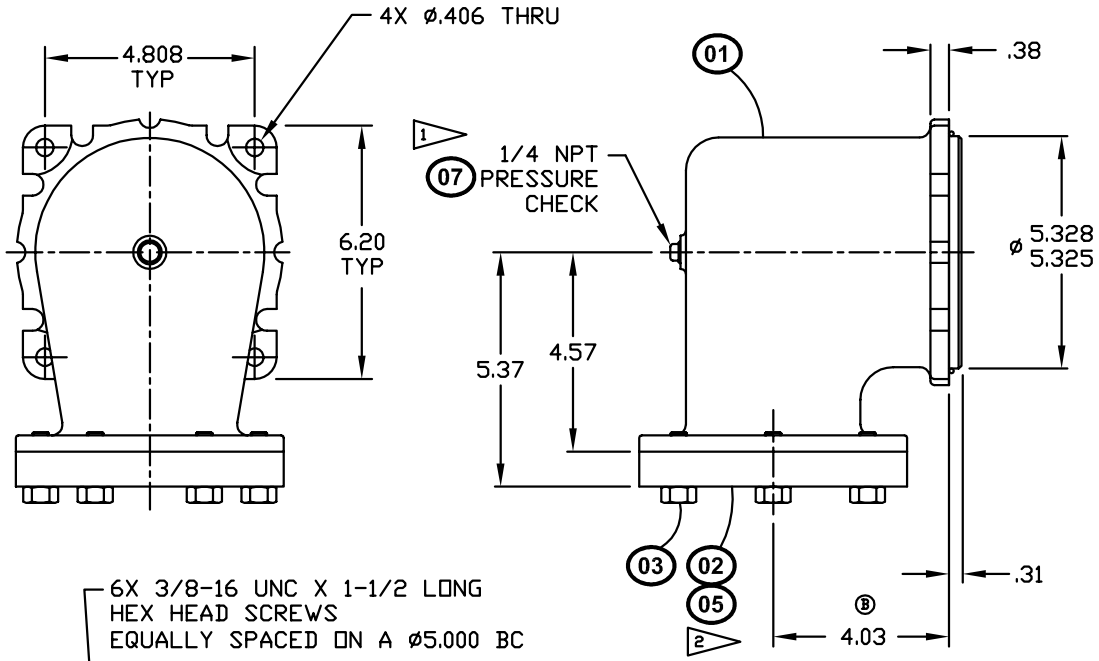 4X Ø.406 THRU
4.808
TYP
01
.38
1
1/4 NPT
07 PRESSURE
CHECK
6.20
TYP
Ø 5.328
5.325
5.37
4.57
03
02
05
2
.31
B
4.03
6X 3/8-16 UNC X 1-1/2 LONG
HEX HEAD SCREWS
EQUALLY SPACED ON A Ø5.000 BC